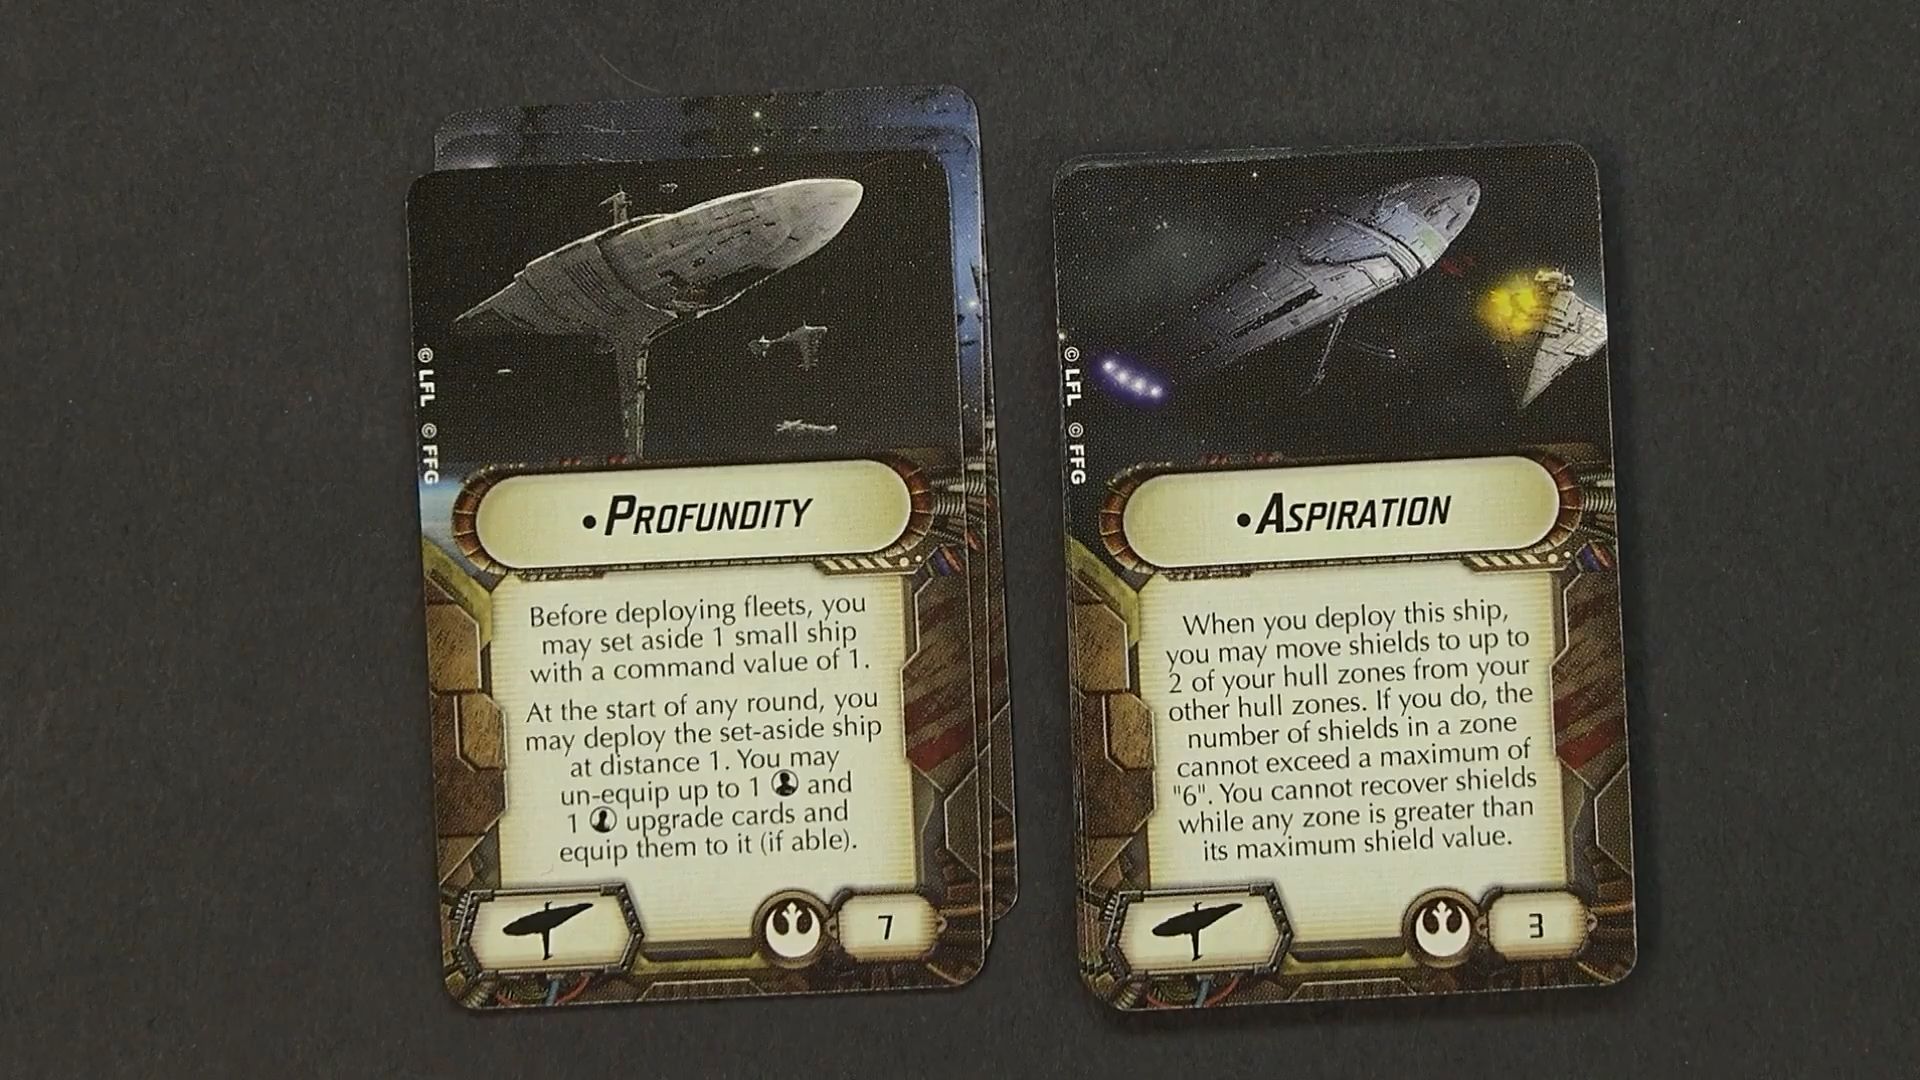 © LFL © FFG
•PROFUNDITY
Before deploying fleets, you
may set aside 1 small ship
with a command value of 1.
At the start of any round, you
may deploy the set-aside ship
at distance 1. You may
un-equip up to 1 and
1 upgrade cards and
equip them to it (if able).
7
© LFL © FFG
•ASPIRATION
When you deploy this ship,
you may move shields to up to
2 of your hull zones from your
other hull zones. If you do, the
number of shields in a zone
cannot exceed a maximum of
"6". You cannot recover shields
while any zone is greater than
its maximum shield value.
3